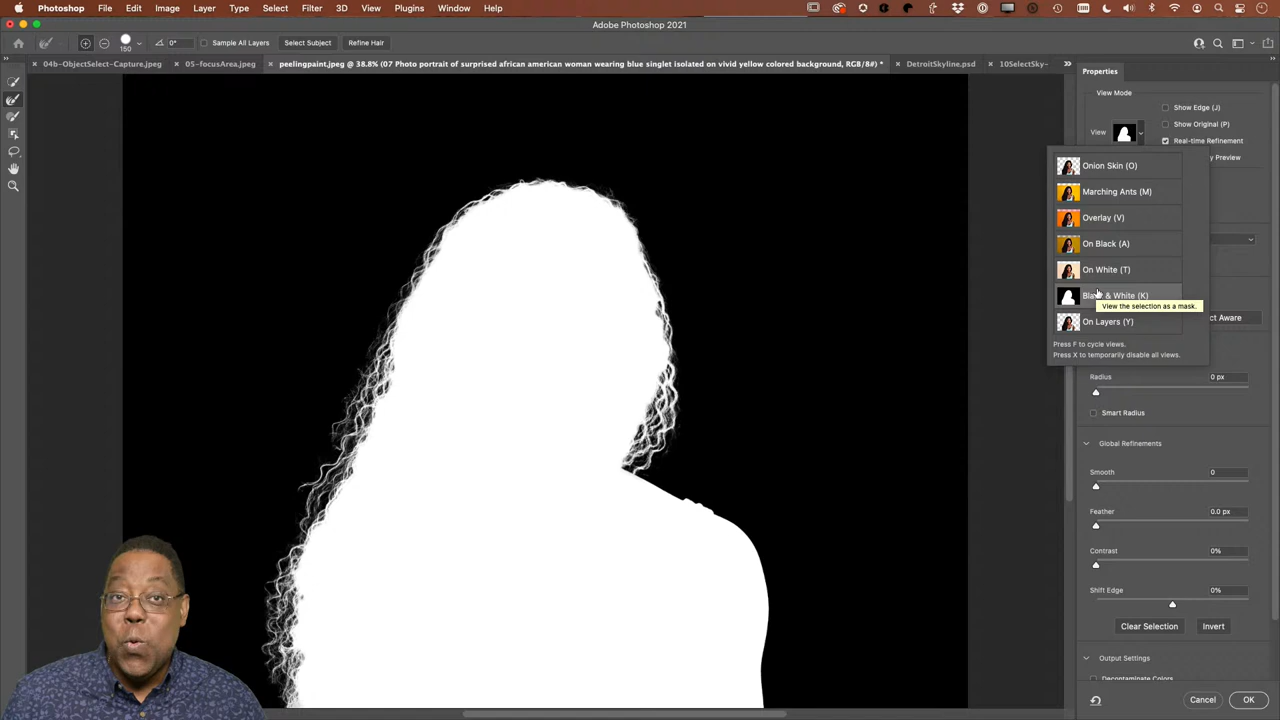 Photoshop File Edit Image Layer Type Select Filter 3D View Plugins Window Help
Adobe Photoshop 2021
150 0° Sample All Layers Select Subject Refine Hair
04b-ObjectSelect-Capture.jpeg 05-focusArea.jpeg peelingpaint.jpeg @ 38.8% (07 Photo portrait of surprised african american woman wearing blue singlet isolated on vivid yellow colored background, RGB/8#) * DetroitSkyline.psd 10SelectSky-
Properties
View Mode
Show Edge (J)
Show Original (P)
View
Real-time Refinement
Preview
Onion Skin (O)
Marching Ants (M)
Overlay (V)
On Black (A)
On White (T)
& White (K)
View the selection as a mask.
On Layers (Y)
Aware
Press F to cycle views.
Press X to temporarily disable all views.
Radius 0 px
Smart Radius
Global Refinements
Smooth 0
Feather 0.0 px
Contrast 0%
Shift Edge 0%
Clear Selection Invert
Output Settings
Decontaminate Colors
Cancel OK